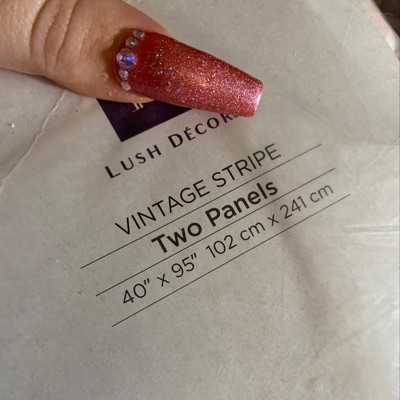 LUSH DÉCOR
VINTAGE STRIPE
Two Panels
40" x 95" 102 cm x 241 cm